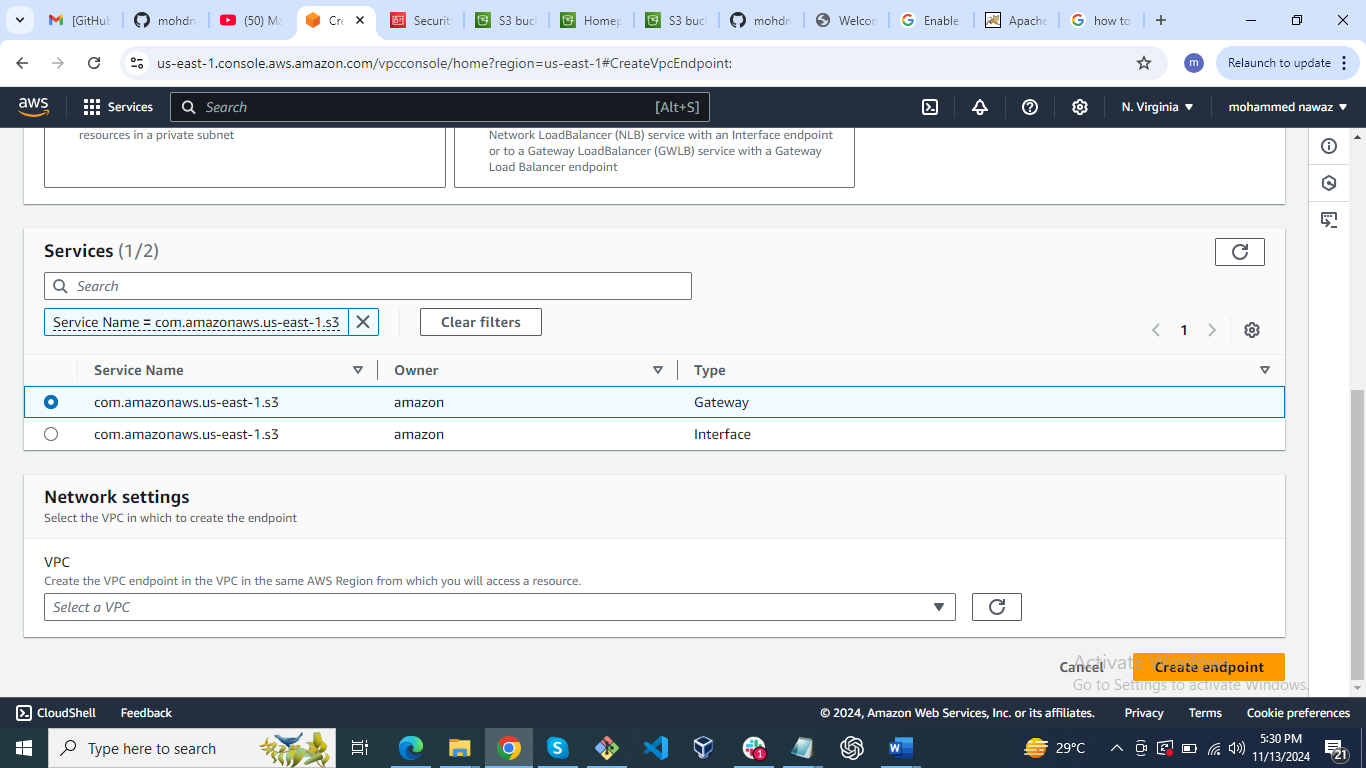 [GitHub
mohdn
(50) Ma
Cre
Securit
S3 buc
Homep
S3 buc
mohdn
Welcon
Enable
Apache
how to
us-east-1.console.aws.amazon.com/vpcconsole/home?region=us-east-1#CreateVpcEndpoint:
m
Relaunch to update
aws
Services
Search
[Alt+S]
N. Virginia
mohammed nawaz
resources in a private subnet
Network LoadBalancer (NLB) service with an Interface endpoint
or to a Gateway LoadBalancer (GWLB) service with a Gateway
Load Balancer endpoint
Services (1/2)
Search
Service Name = com.amazonaws.us-east-1.s3
Clear filters
1
Service Name Owner Type
com.amazonaws.us-east-1.s3 amazon Gateway
com.amazonaws.us-east-1.s3 amazon Interface
Network settings
Select the VPC in which to create the endpoint
VPC
Create the VPC endpoint in the VPC in the same AWS Region from which you will access a resource.
Select a VPC
Cancel
Create endpoint
Activate Windows
Go to Settings to activate Windows.
CloudShell
Feedback
© 2024, Amazon Web Services, Inc. or its affiliates.
Privacy
Terms
Cookie preferences
Type here to search
1
29°C
5:30 PM
11/13/2024
21